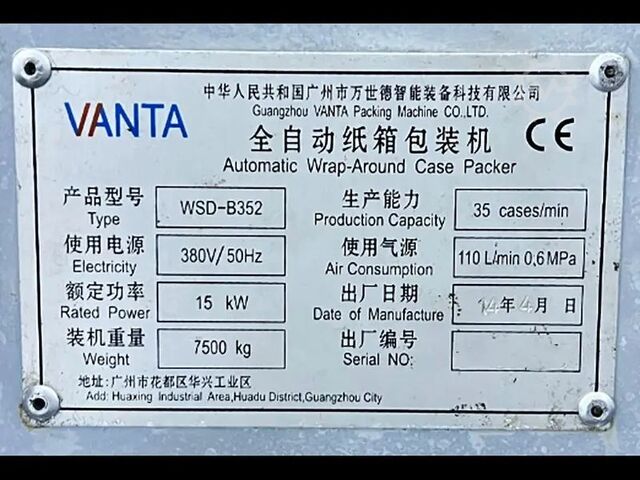 VANTA
中华人民共和国广州市万世德智能装备科技有限公司
Guangzhou VANTA Packing Machine CO.,LTD.
全自动纸箱包装机
CE
Automatic Wrap-Around Case Packer
产品型号 WSD-B352 生产能力 35 cases/min
Type Production Capacity
使用电源 380V/50Hz 使用气源 110 L/min 0,6MPa
Electricity Air Consumption
额定功率 15 kW 出厂日期 14年4月 日
Rated Power Date of Manufacture
装机重量 7500 kg 出厂编号
Weight Serial NO:
地址:广州市花都区华兴工业区
Add: Huaxing Industrial Area,Huadu District,Guangzhou City